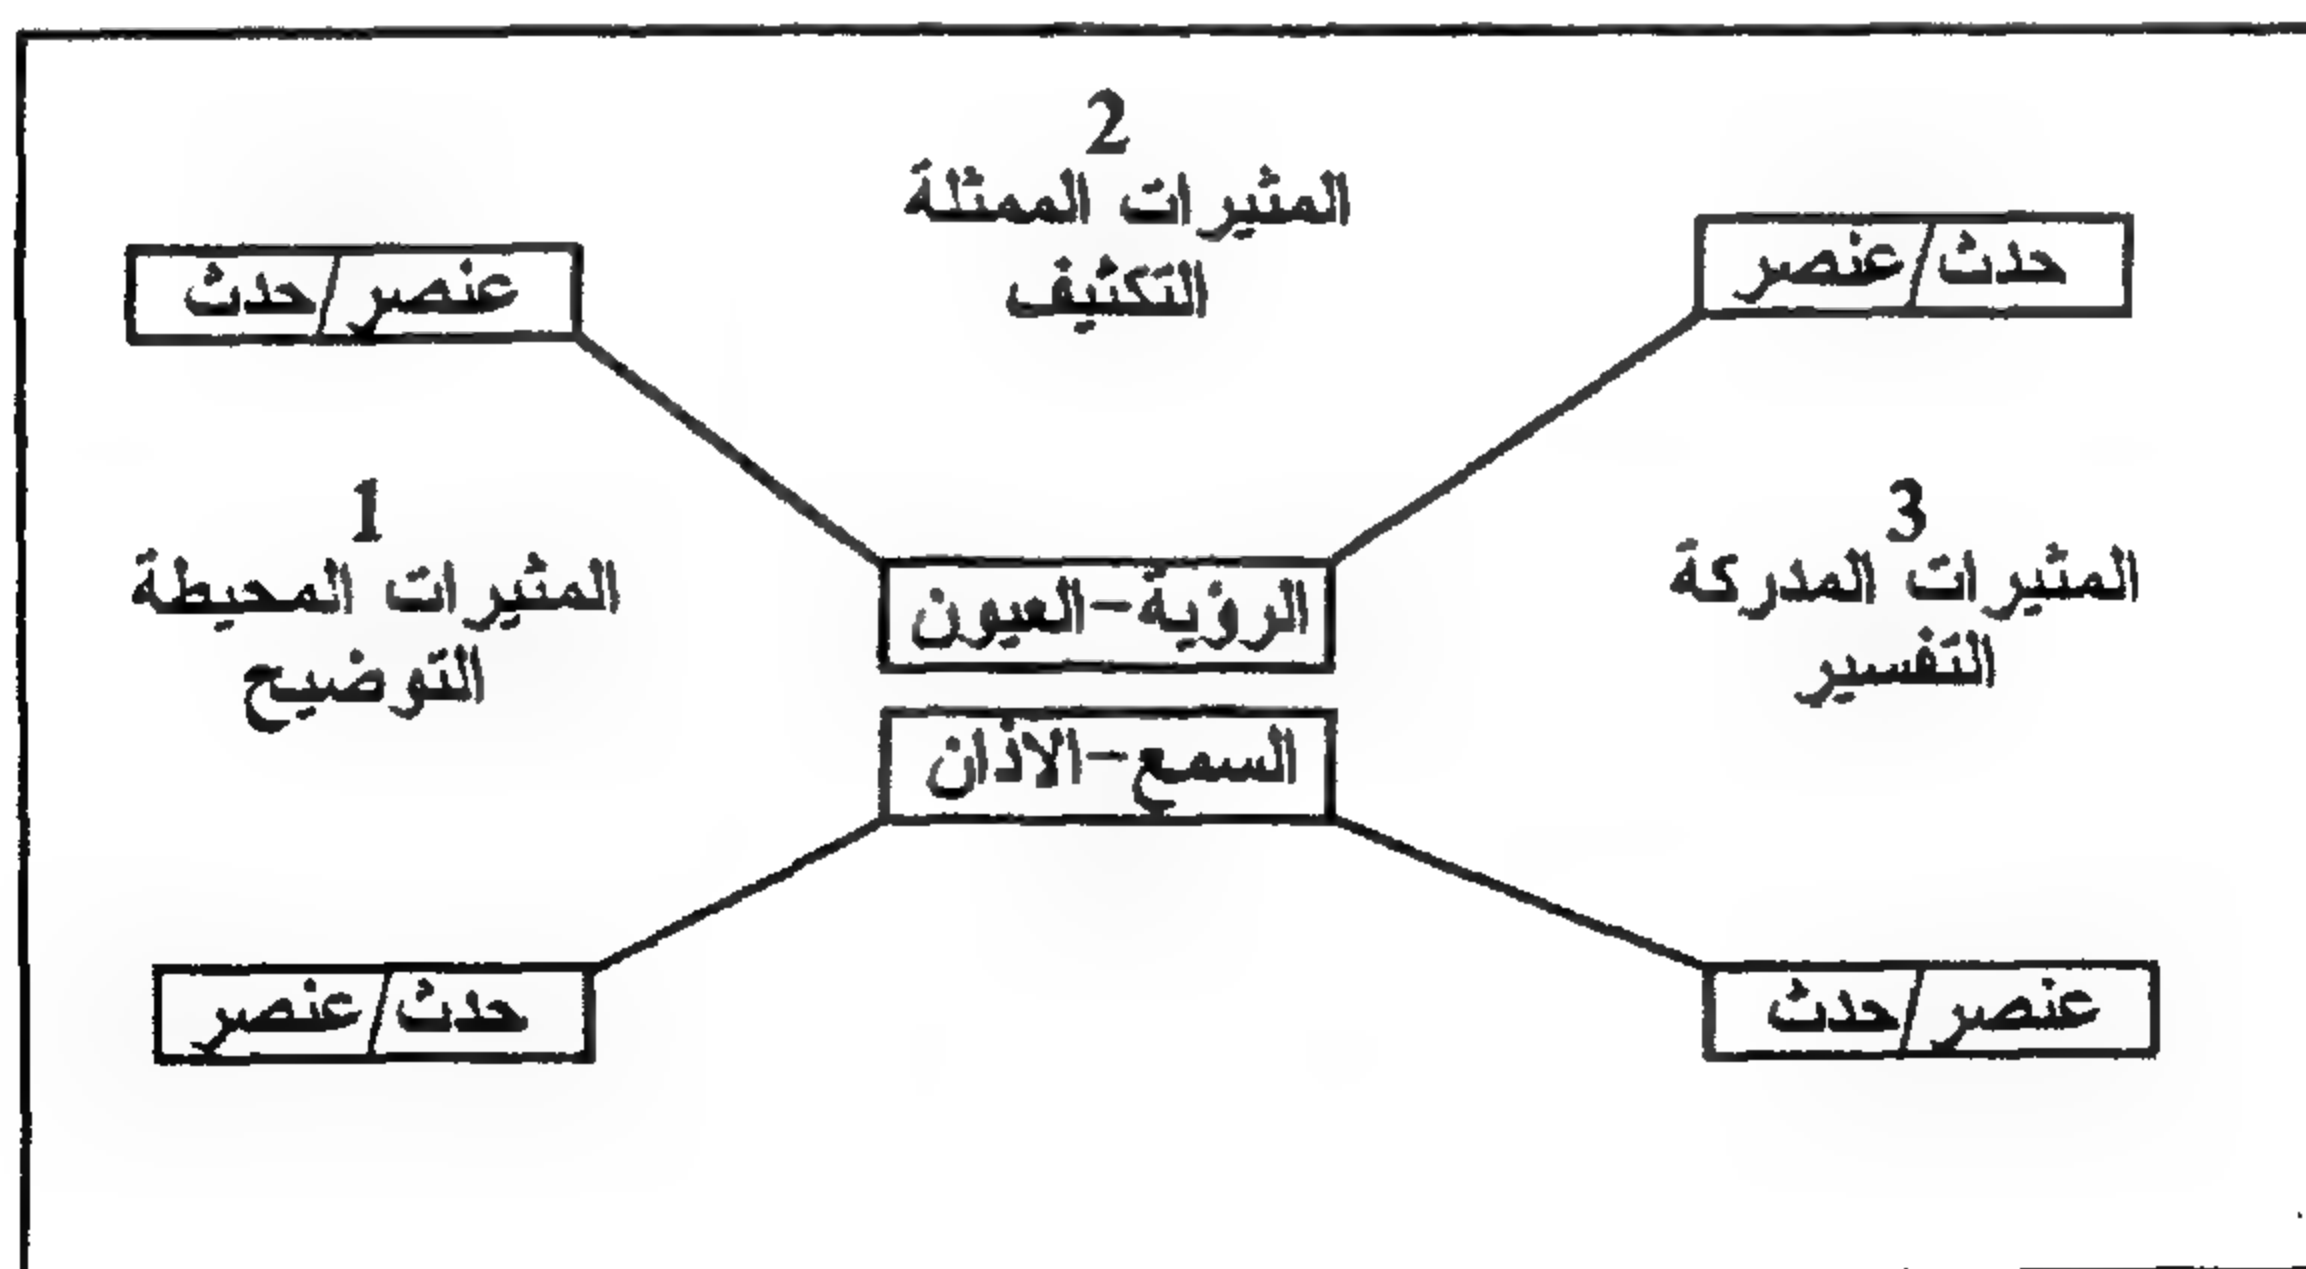 2
المثيرات الممثلة
التكثيف
حدث/عنصر
عنصر/حدث
3
المثيرات المدركة
التفسير
1
المثيرات المحيطة
التوضيح
الرؤية-العيون
السمع-الاذان
عنصر/حدث
حدث/عنصر